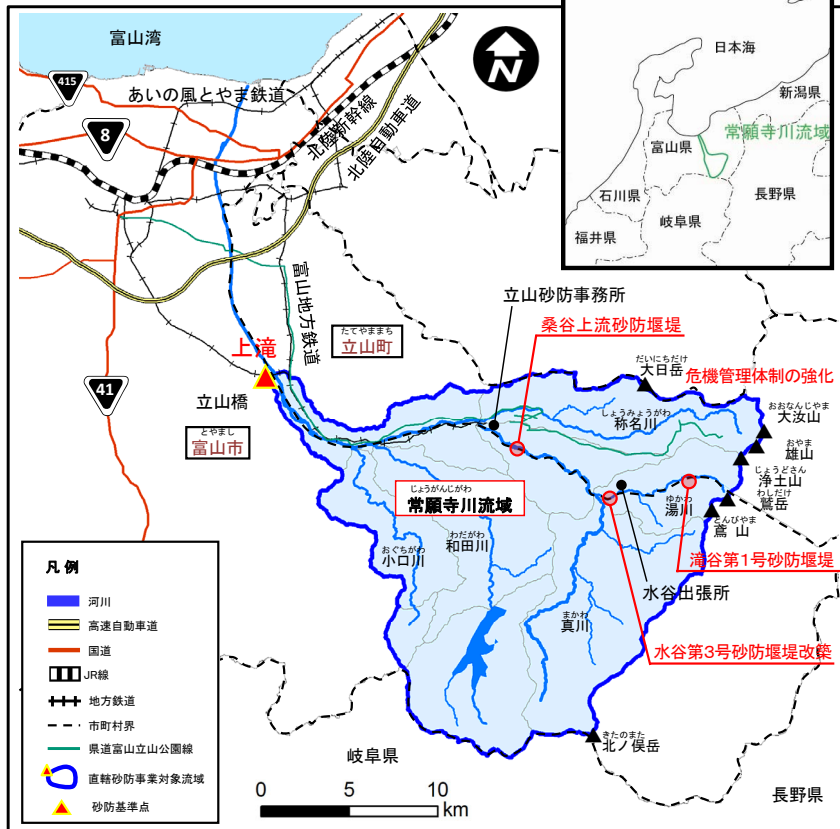 富山湾
415
あいの風とやま鉄道
8
北陸新幹線
北陸自動車道
N
日本海
新潟県
常願寺川流域
富山県
石川県
長野県
岐阜県
福井県
富山地方鉄道
立山砂防事務所
桑谷上流砂防堰堤
たてやままち
立山町
上滝
だいにちだけ
大日岳
危機管理体制の強化
41
立山橋
しょうみょうがわ
称名川
おおなんじやま
大汝山
とやまし
富山市
おやま
雄山
じょうどさん
浄土山
わしだけ
鷲岳
じょうがんじがわ
常願寺川流域
ゆかわ
湯川
とんびやま
鳶山
わだがわ
和田川
おぐちがわ
小口川
滝谷第1号砂防堰堤
水谷出張所
まかわ
真川
水谷第3号砂防堰堤改築
きたのまた
北ノ俣岳
岐阜県
長野県
凡例
河川
高速自動車道
国道
JR線
地方鉄道
市町村界
県道富山立山公園線
直轄砂防事業対象流域
砂防基準点
0 5 10
km